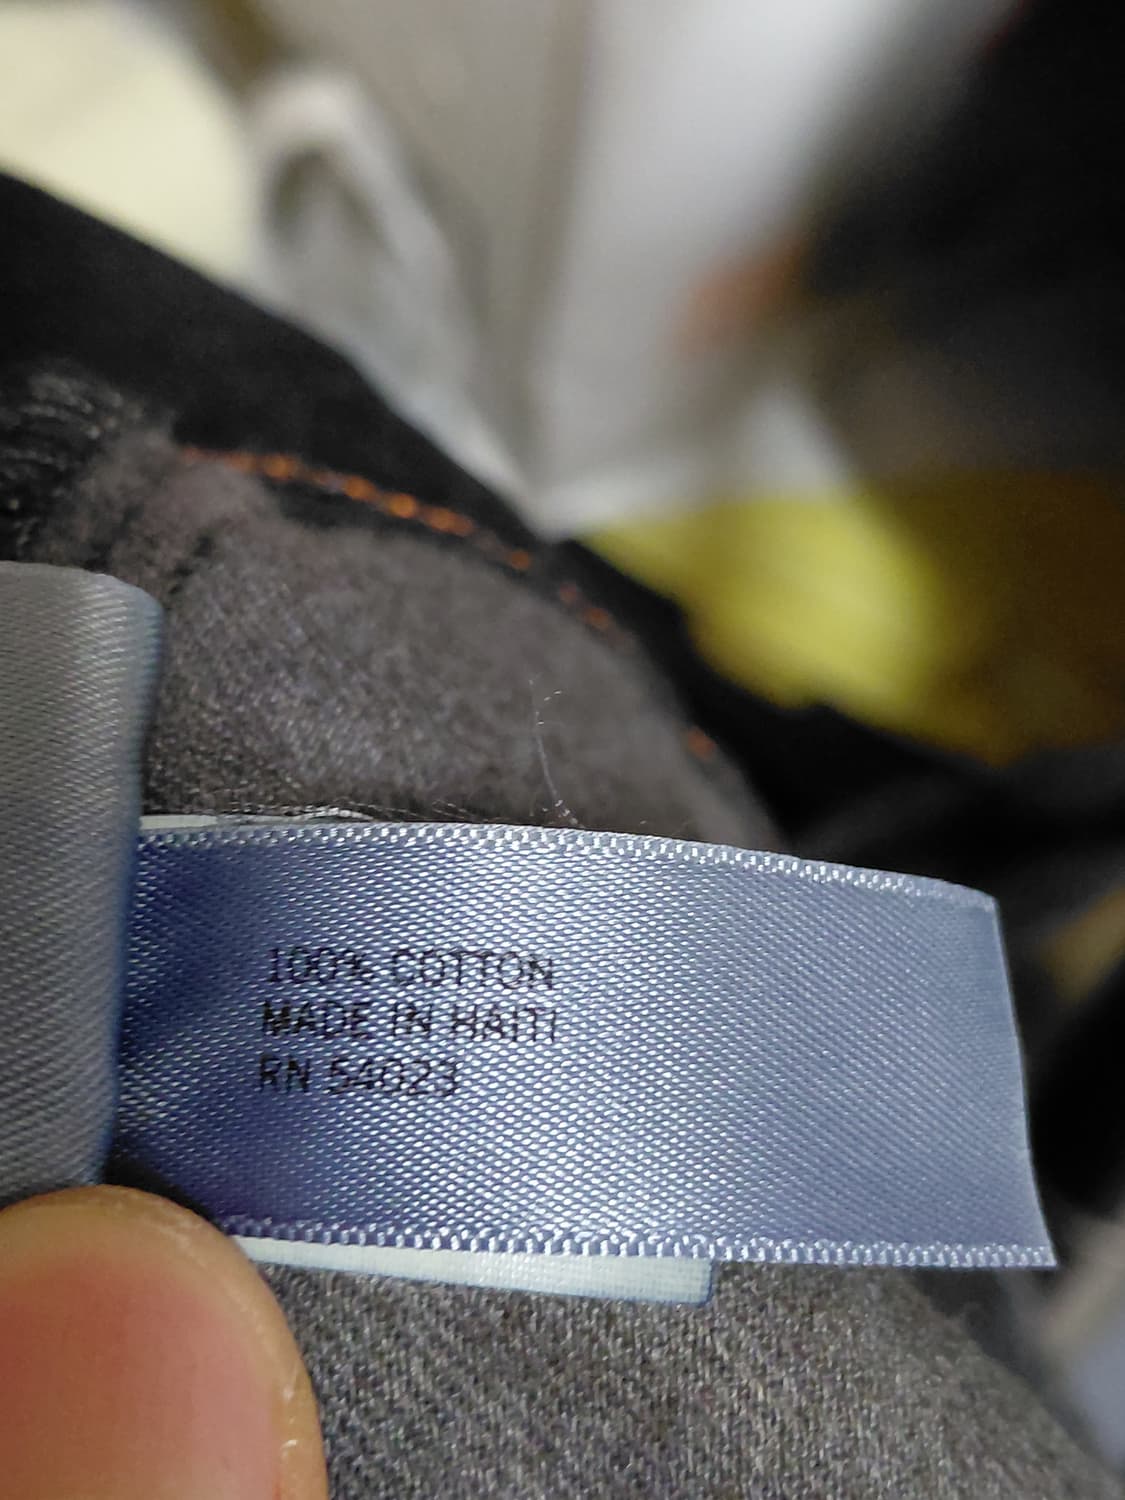 100% COTTON
MADE IN HAITI
RN 54023